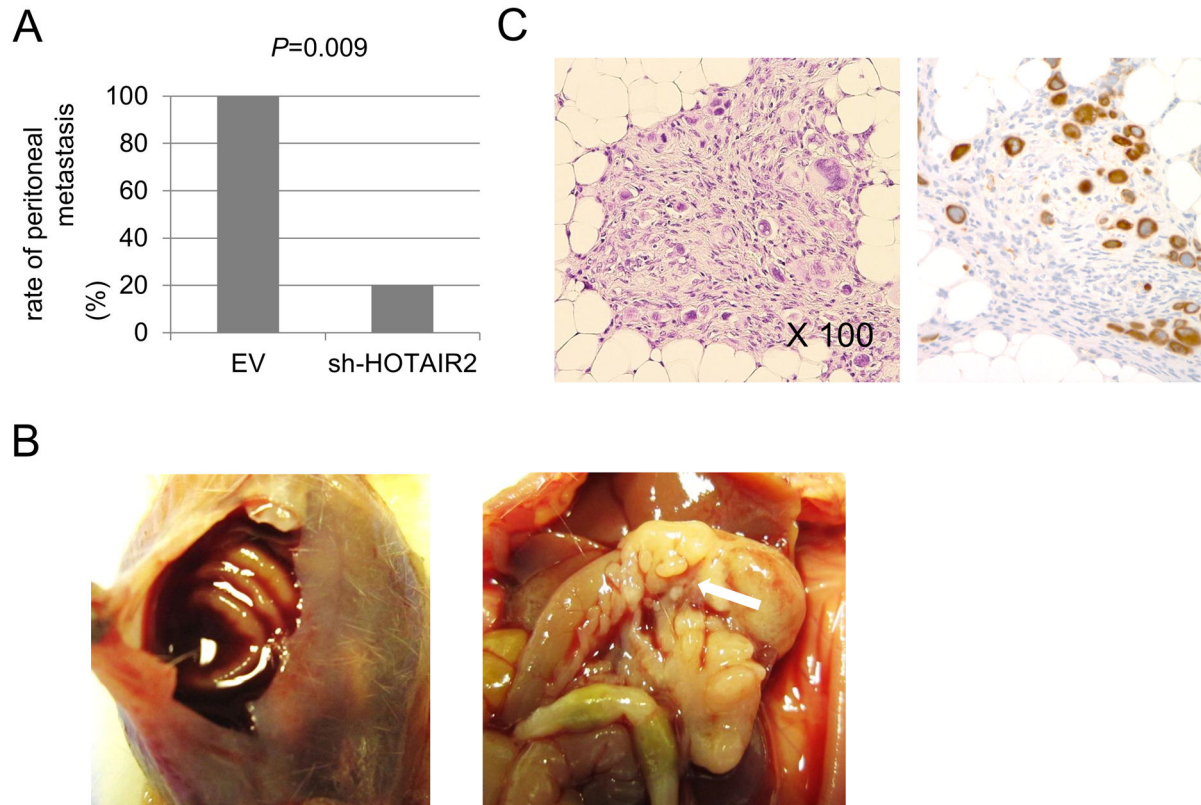 A
P=0.009
rate of peritoneal
metastasis
(%)
100
80
60
40
20
0
EV
sh-HOTAIR2
C
X 100
B